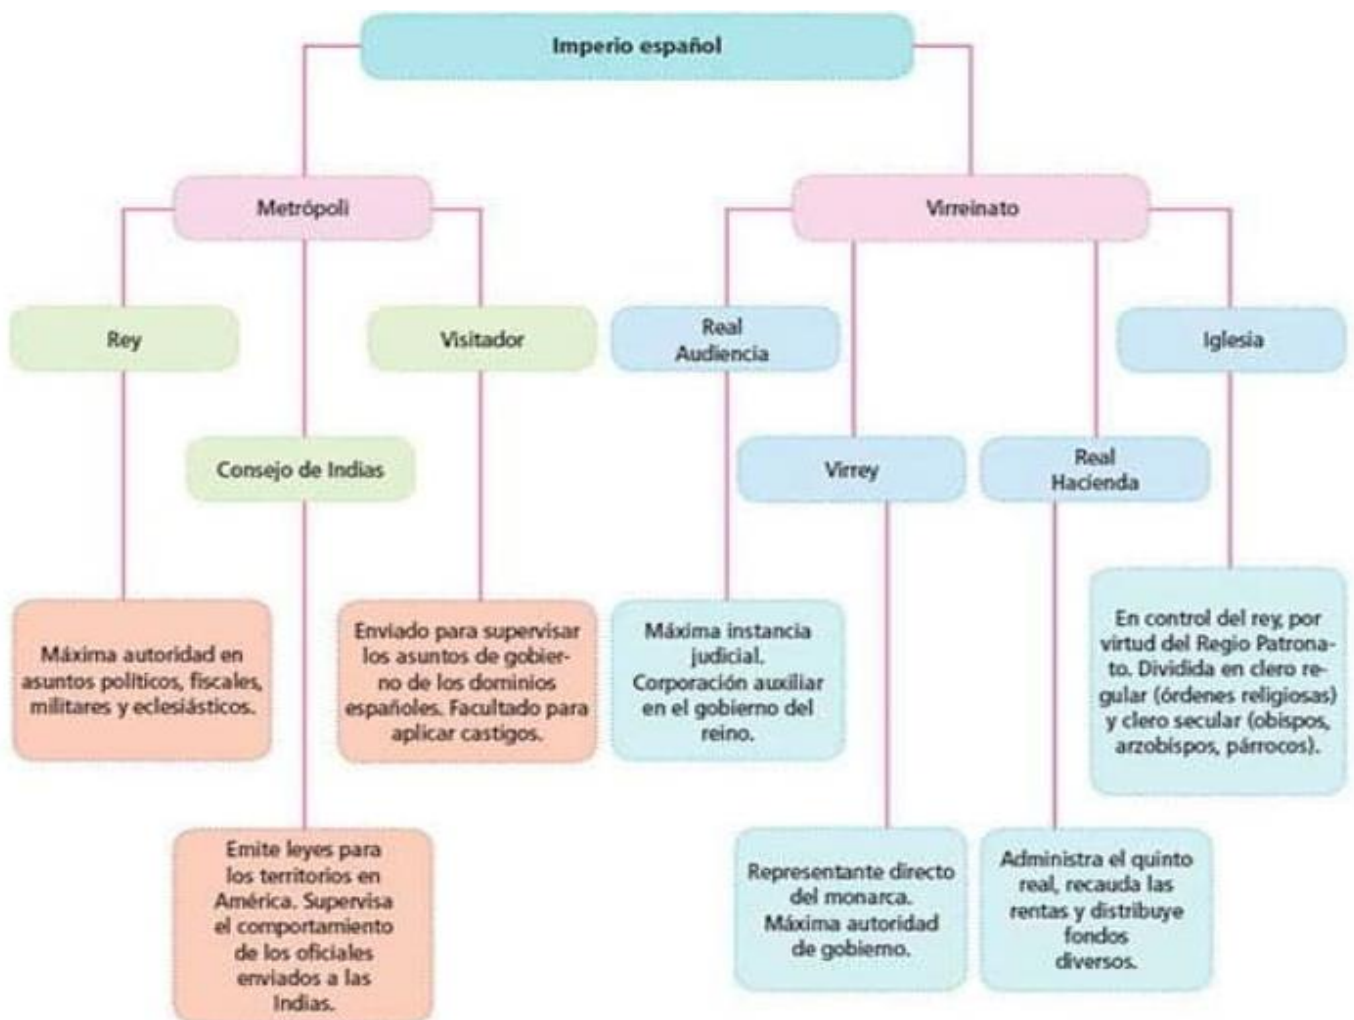 Imperio español
Metrópoli
Virreinato
Rey
Visitador
Real
Audiencia
Iglesia
Consejo de Indias
Virrey
Real
Hacienda
Máxima autoridad en
asuntos políticos, fiscales,
militares y eclesiásticos.
Enviado para supervisar
los asuntos de gobier-
no de los dominios
españoles. Facultado para
aplicar castigos.
Máxima instancia
judicial.
Corporación auxiliar
en el gobierno del
reino.
En control del rey, por
virtud del Regio Patrona-
to. Dividida en clero re-
gular (órdenes religiosas)
y clero secular (obispos,
arzobispos, párrocos).
Emite leyes para
los territorios en
América. Supervisa
el comportamiento
de los oficiales
enviados a las
Indias.
Representante directo
del monarca.
Máxima autoridad
de gobierno.
Administra el quinto
real, recauda las
rentas y distribuye
fondos
diversos.